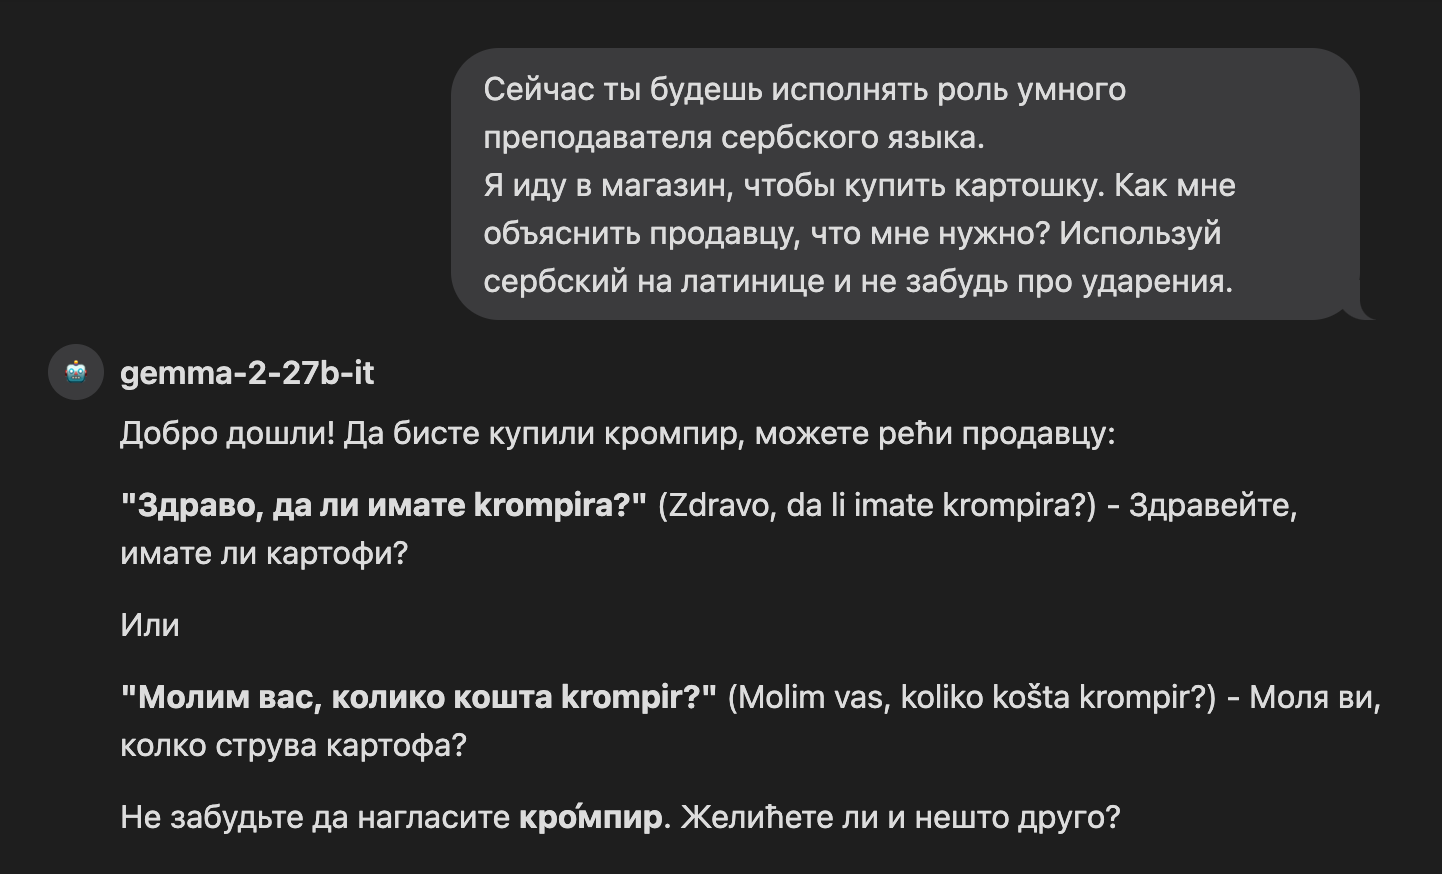 Сейчас ты будешь исполнять роль умного
преподавателя сербского языка.
Я иду в магазин, чтобы купить картошку. Как мне
объяснить продавцу, что мне нужно? Используй
сербский на латинице и не забудь про ударения.
gemma-2-27b-it
Добро дошли! Да бисте купили кромпир, можете рећи продавцу:
"Здраво, да ли имате krompira?" (Zdravo, da li imate krompira?) - Здравейте,
имате ли картофи?
Или
"Молим вас, колико кошта krompir?" (Molim vas, koliko košta krompir?) - Моля ви,
колко струва картофа?
Не забудьте да нагласите кро́мпир. Желићете ли и нешто друго?